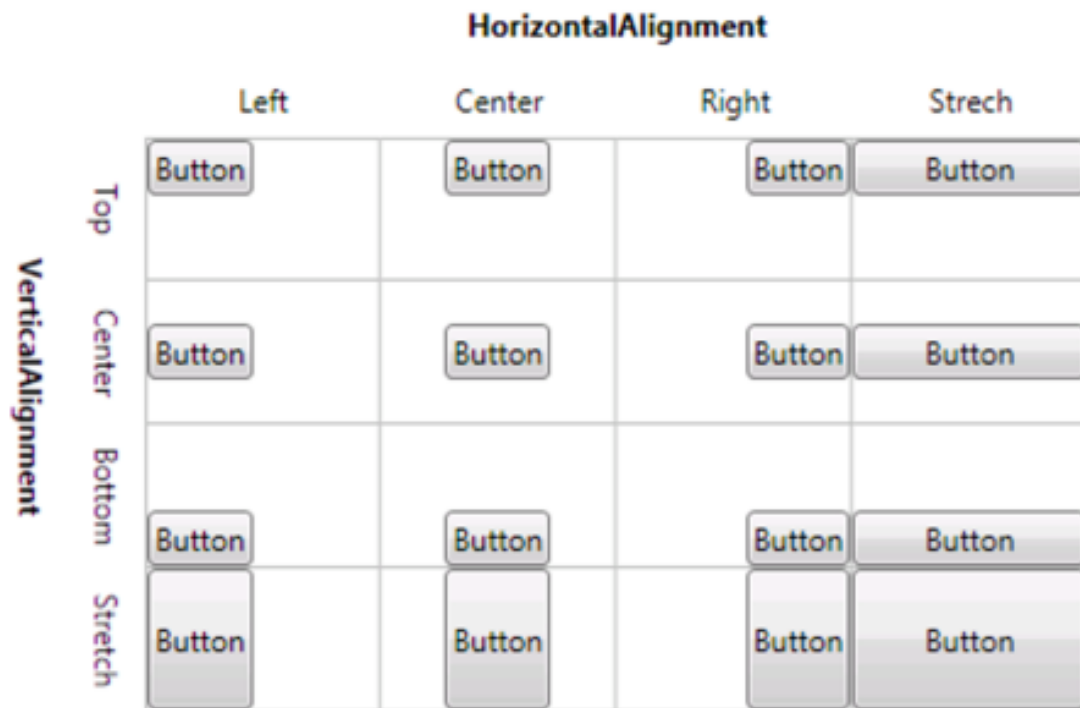 HorizontalAlignment
Left Center Right Strech
VerticalAlignment
Top
Button Button Button Button
Center
Button Button Button Button
Bottom
Button Button Button Button
Stretch
Button Button Button Button